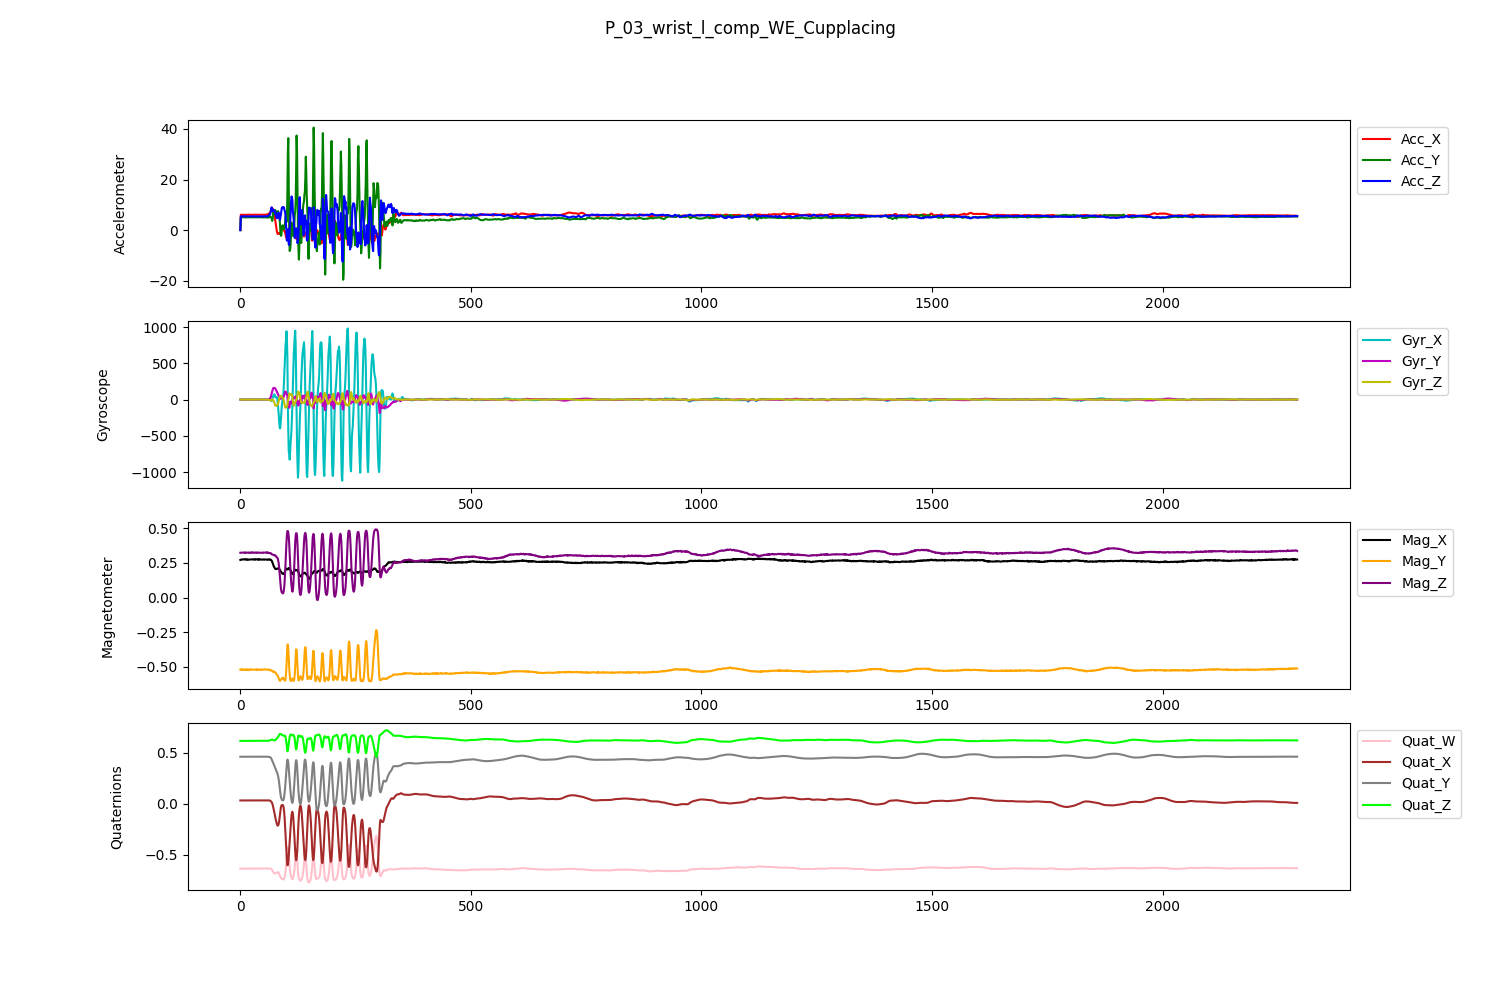 P_03_wrist_l_comp_WE_Cupplacing
Accelerometer
40
20
0
−20
0 500 1000 1500 2000
Acc_X
Acc_Y
Acc_Z
Gyroscope
1000
500
0
−500
−1000
0 500 1000 1500 2000
Gyr_X
Gyr_Y
Gyr_Z
Magnetometer
0.50
0.25
0.00
−0.25
−0.50
0 500 1000 1500 2000
Mag_X
Mag_Y
Mag_Z
Quaternions
0.5
0.0
−0.5
0 500 1000 1500 2000
Quat_W
Quat_X
Quat_Y
Quat_Z